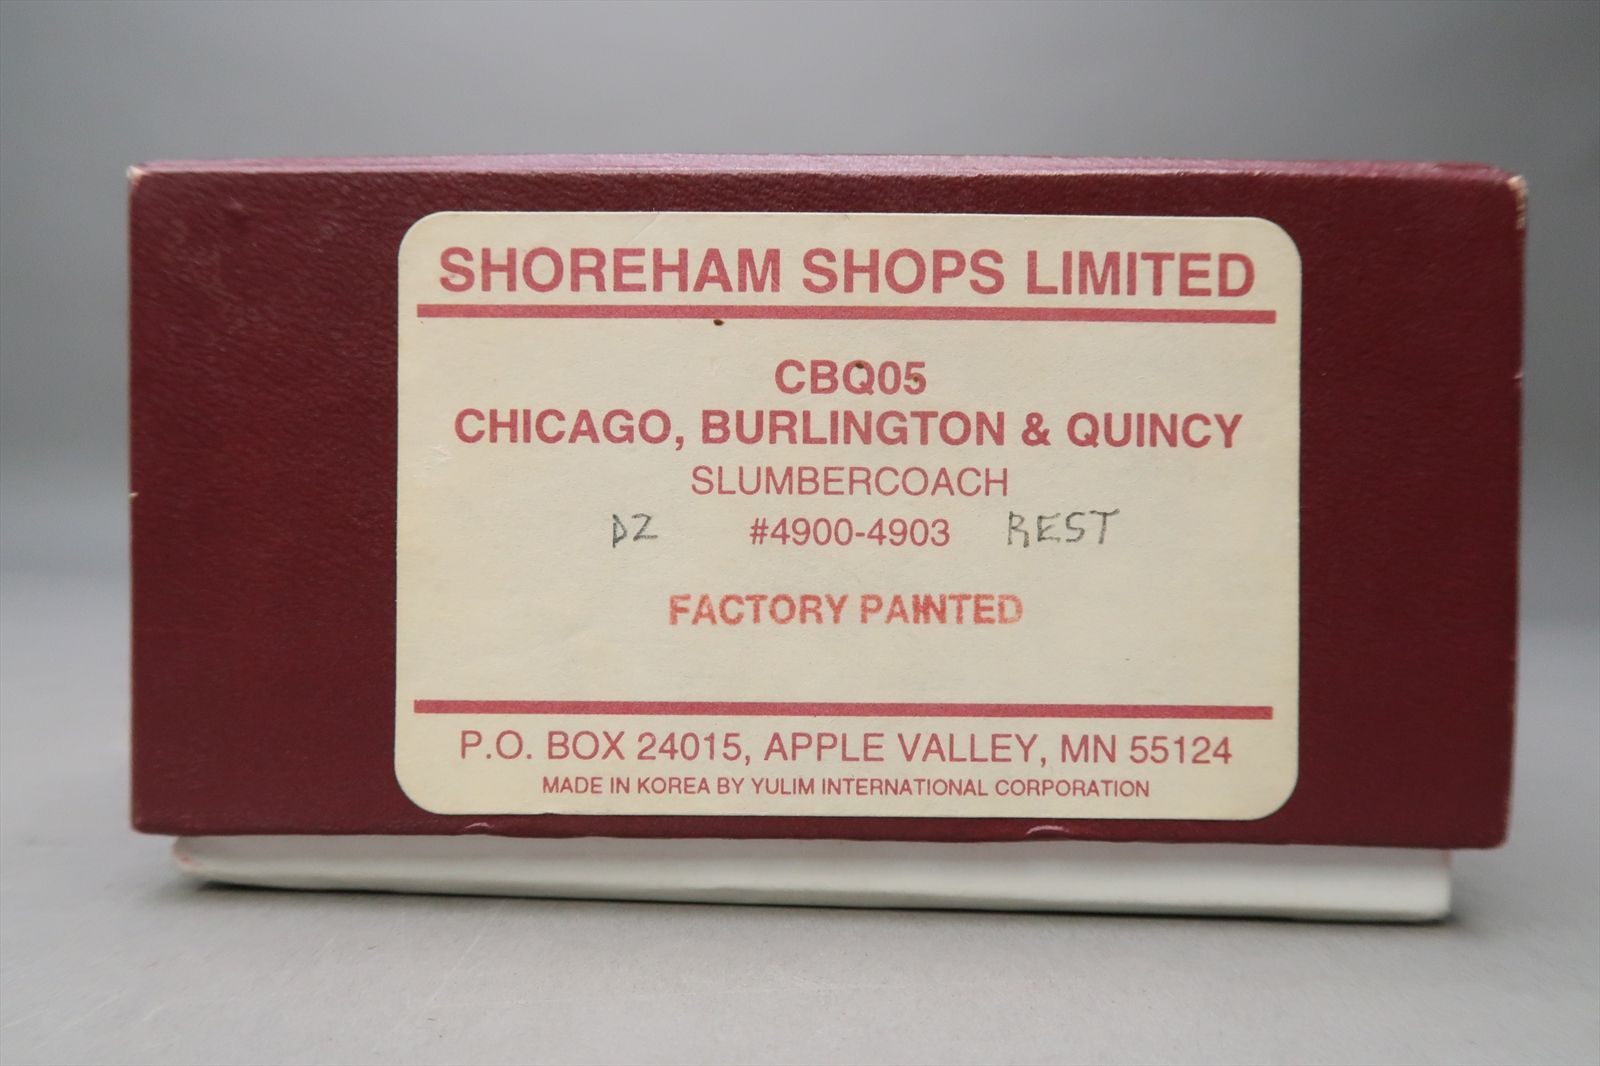 SHOREHAM SHOPS LIMITED
CBQ05
CHICAGO, BURLINGTON & QUINCY
SLUMBERCOACH
DZ #4900-4903 REST
FACTORY PAINTED
P.O. BOX 24015, APPLE VALLEY, MN 55124
MADE IN KOREA BY YULIM INTERNATIONAL CORPORATION